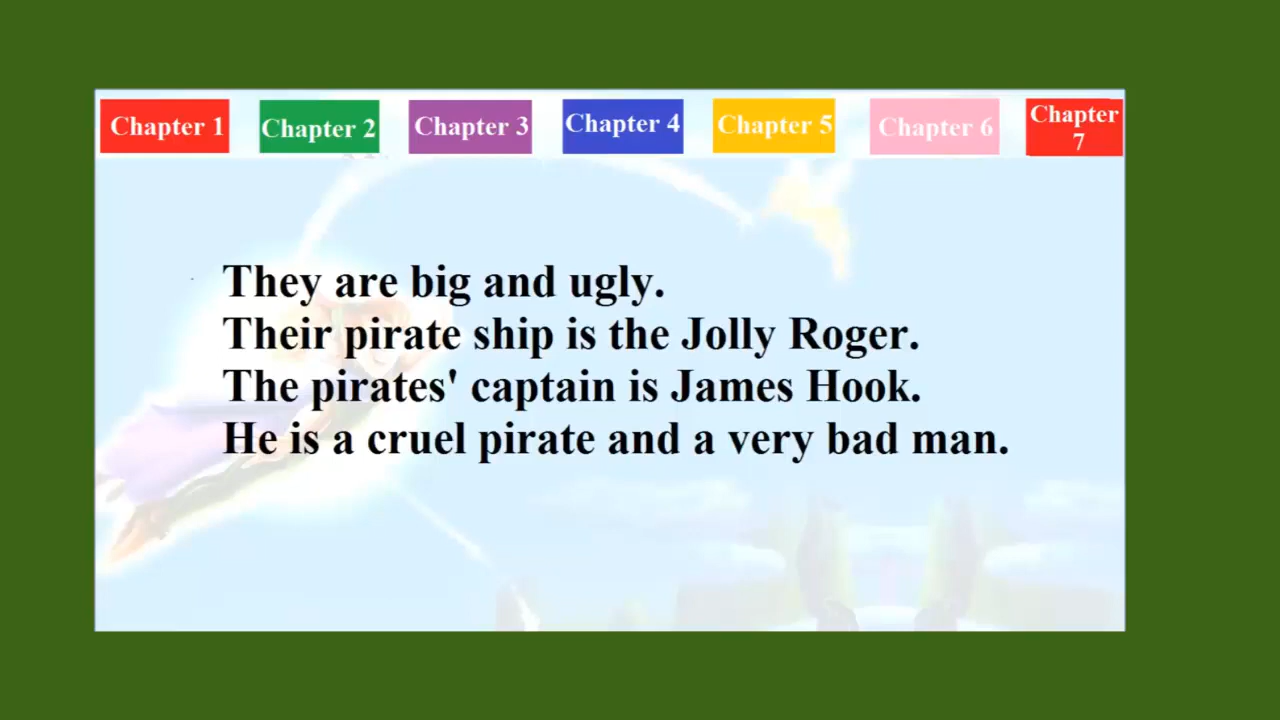 Chapter 1 Chapter 2 Chapter 3 Chapter 4 Chapter 5 Chapter 6 Chapter 7
They are big and ugly.
Their pirate ship is the Jolly Roger.
The pirates' captain is James Hook.
He is a cruel pirate and a very bad man.